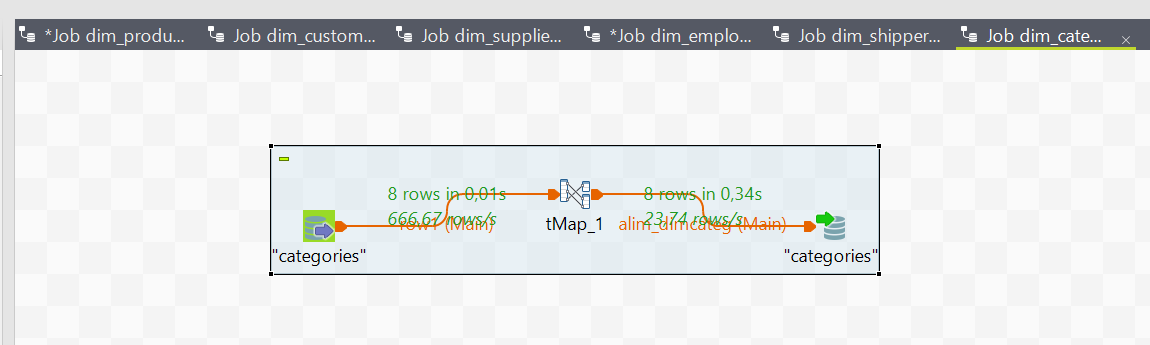 *Job dim_produ... Job dim_custom... Job dim_supplie... *Job dim_emplo... Job dim_shipper... Job dim_cate...
8 rows in 0,01s
666.67 rows/s
row1 (Main)
"categories"
tMap_1
8 rows in 0,34s
23.74 rows/s
alim_dimcateg (Main)
"categories"